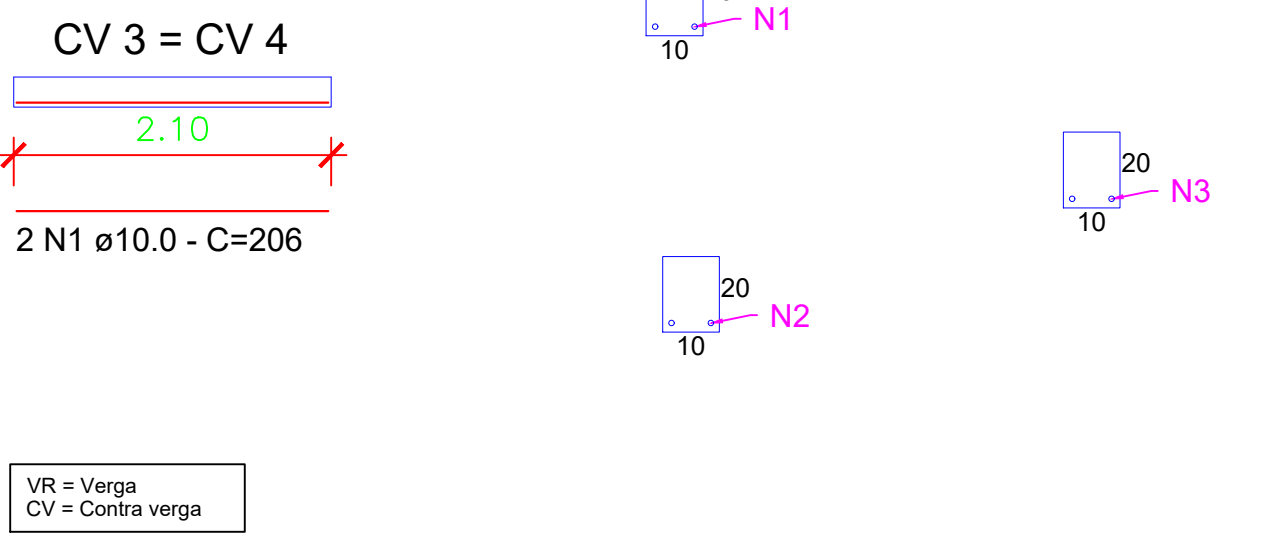 CV 3 = CV 4
2.10
2 N1 ø10.0 - C=206
N1
10
20
N3
10
20
N2
10
VR = Verga
CV = Contra verga